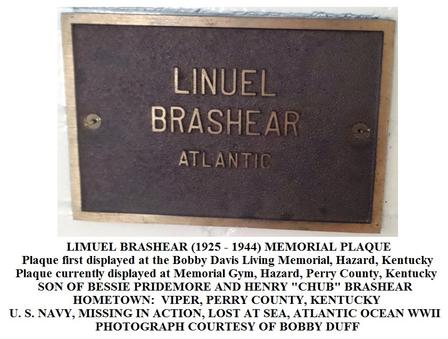 LINUEL
BRASHEAR
ATLANTIC
LIMUEL BRASHEAR (1925 - 1944) MEMORIAL PLAQUE
Plaque first displayed at the Bobby Davis Living Memorial, Hazard, Kentucky
Plaque currently displayed at Memorial Gym, Hazard, Perry County, Kentucky
SON OF BESSIE PRIDEMORE AND HENRY "CHUB" BRASHEAR
HOMETOWN: VIPER, PERRY COUNTY, KENTUCKY
U. S. NAVY, MISSING IN ACTION, LOST AT SEA, ATLANTIC OCEAN WWII
PHOTOGRAPH COURTESY OF BOBBY DUFF